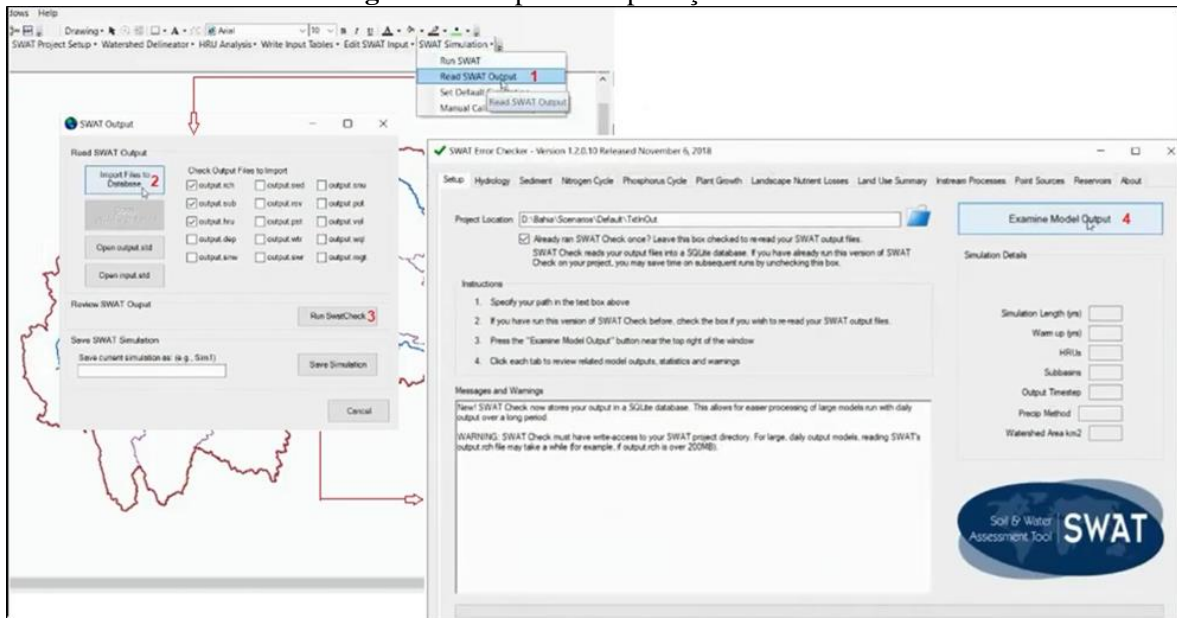 dows Help
Drawing
Arial
10
B I U A
SWAT Project Setup Watershed Delineator HRU Analysis Write Input Tables Edit SWAT Input SWAT Simulation
Run SWAT
Read SWAT Output 1
Set Default
Manual Cal
Read SWAT Output
SWAT Output
Read SWAT Output
Import Files to
Database 2
Check Output Files to Import
output.rch
output.sed
output.snu
output.sub
output.rsv
output.pot
output.hru
output.pst
output.vel
output.dep
output.wtr
output.wql
output.swr
output.mgt
Open output.std
Open input.std
Review SWAT Ouput
Run SwatCheck 3
Save SWAT Simulation
Save current simulation as: (e.g., Sim1)
Save Simulation
Cancel
SWAT Error Checker - Version 1.2.0.10 Released November 6, 2018
Setup Hydrology Sediment Nitrogen Cycle Phosphorus Cycle Plant Growth Landscape Nutrient Losses Land Use Summary Instream Processes Point Sources Reservoirs About
Project Location D:\Bahia\Scenarios\Default\TxtInOut
Examine Model Output 4
Already ran SWAT Check once? Leave this box checked to re-read your SWAT output files.
SWAT Check reads your output files into a SQLite database. If you have already run this version of SWAT
Check on your project, you may save time on subsequent runs by unchecking this box.
Instructions
1. Specify your path in the text box above
2. If you have run this version of SWAT Check before, check the box if you wish to re-read your SWAT output files.
3. Press the "Examine Model Output" button near the top right of the window
4. Click each tab to review related model outputs, statistics and warnings
Simulation Details
Simulation Length (yrs)
Warm up (yrs)
HRUs
Subbasins
Output Timestep
Precip Method
Watershed Area km2
Messages and Warnings
New! SWAT Check now stores your output in a SQLite database. This allows for easer processing of large models run with daily
output over a long period
WARNING: SWAT Check must have write-access to your SWAT project directory. For large, daily output models, reading SWAT's
output.rch file may take a while (for example, if output.rch is over 200MB).
Soil & Water
Assessment Tool
SWAT